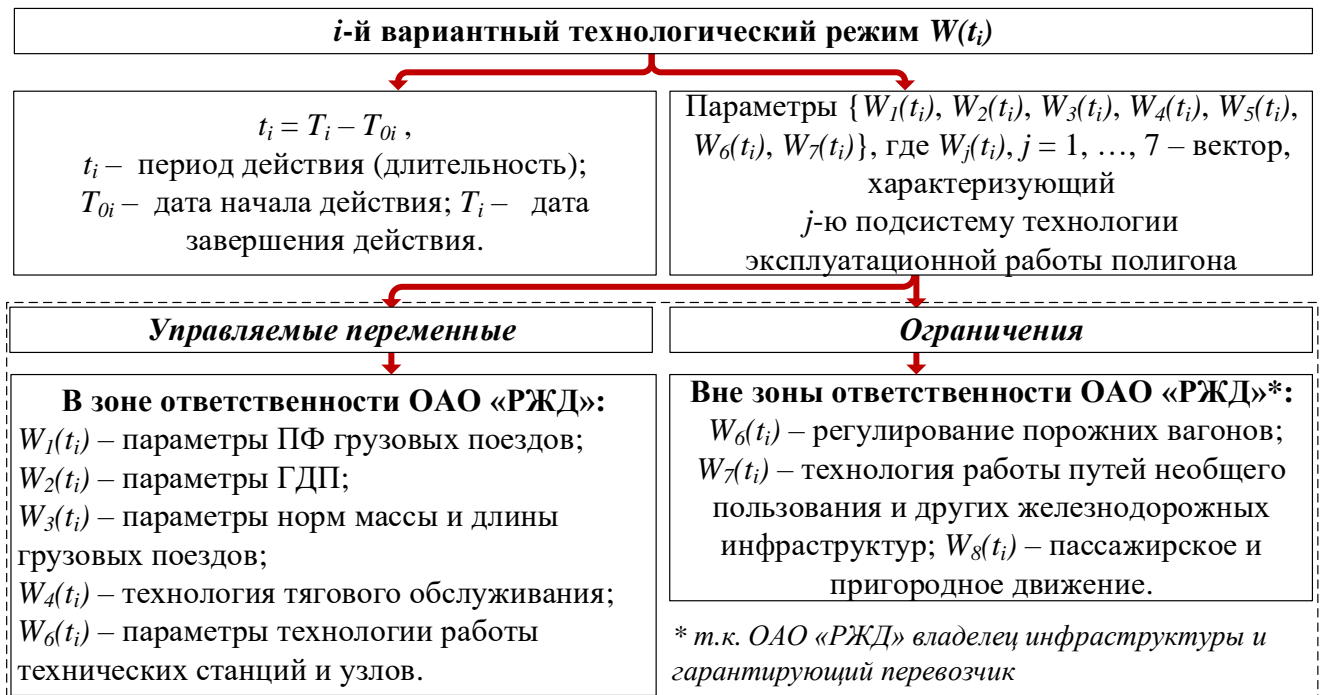 i-й вариантный технологический режим W(ti)
ti = Ti – T0i ,
ti – период действия (длительность);
T0i – дата начала действия; Ti – дата
завершения действия.
Параметры {W1(ti), W2(ti), W3(ti), W4(ti), W5(ti),
W6(ti), W7(ti)}, где Wj(ti), j = 1, …, 7 – вектор,
характеризующий
j-ю подсистему технологии
эксплуатационной работы полигона
Управляемые переменные
Ограничения
В зоне ответственности ОАО «РЖД»:
W1(ti) – параметры ПФ грузовых поездов;
W2(ti) – параметры ГДП;
W3(ti) – параметры норм массы и длины
грузовых поездов;
W4(ti) – технология тягового обслуживания;
W6(ti) – параметры технологии работы
технических станций и узлов.
Вне зоны ответственности ОАО «РЖД»*:
W6(ti) – регулирование порожних вагонов;
W7(ti) – технология работы путей необщего
пользования и других железнодорожных
инфраструктур; W8(ti) – пассажирское и
пригородное движение.
* т.к. ОАО «РЖД» владелец инфраструктуры и
гарантирующий перевозчик